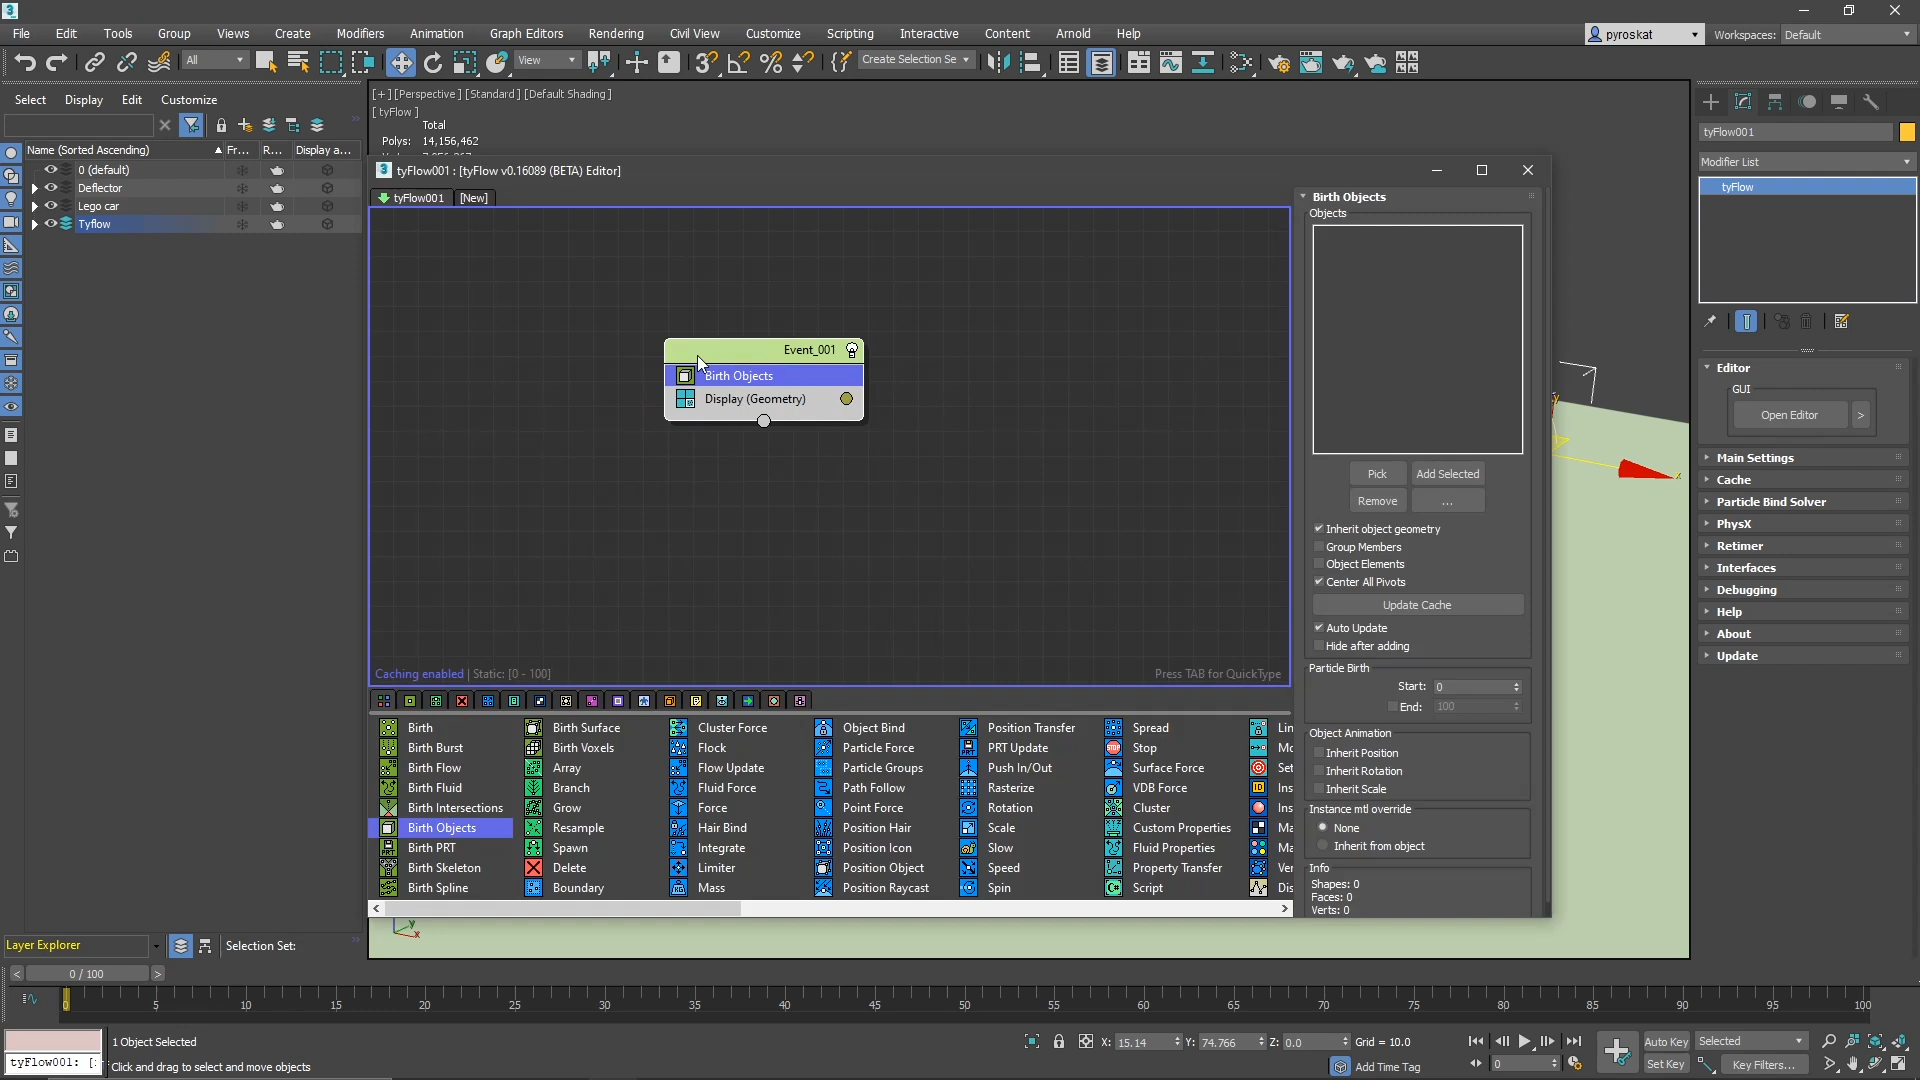 3
File Edit Tools Group Views Create Modifiers Animation Graph Editors Rendering Civil View Customize Scripting Interactive Content Arnold Help
pyroskat Workspaces: Default
All View Create Selection Se
Select Display Edit Customize
Name (Sorted Ascending) Fr... R... Display a...
0 (default)
Deflector
Lego car
Tyflow
[+] [Perspective] [Standard] [Default Shading]
[ tyFlow ]
Total
Polys: 14,156,462
tyFlow001 : [tyFlow v0.16089 (BETA) Editor]
tyFlow001 [New]
Event_001
Birth Objects
Display (Geometry)
Caching enabled | Static: [0 - 100]
Press TAB for QuickType
Birth Birth Surface Cluster Force Object Bind Position Transfer Spread Lin
Birth Burst Birth Voxels Flock Particle Force PRT Update Stop Mo
Birth Flow Array Flow Update Particle Groups Push In/Out Surface Force Set
Birth Fluid Branch Fluid Force Path Follow Rasterize VDB Force Ins
Birth Intersections Grow Force Point Force Rotation Cluster Ins
Birth Objects Resample Hair Bind Position Hair Scale Custom Properties Ma
Birth PRT Spawn Integrate Position Icon Slow Fluid Properties Ma
Birth Skeleton Delete Limiter Position Object Speed Property Transfer Ver
Birth Spline Boundary Mass Position Raycast Spin Script Dis
Birth Objects
Objects
Pick Add Selected
Remove ...
Inherit object geometry
Group Members
Object Elements
Center All Pivots
Update Cache
Auto Update
Hide after adding
Particle Birth
Start: 0
End: 100
Object Animation
Inherit Position
Inherit Rotation
Inherit Scale
Instance mtl override
None
Inherit from object
Info
Shapes: 0
Faces: 0
Verts: 0
tyFlow001
Modifier List
tyFlow
Editor
GUI
Open Editor >
Main Settings
Cache
Particle Bind Solver
PhysX
Retimer
Interfaces
Debugging
Help
About
Update
Layer Explorer Selection Set:
< 0 / 100 >
0 5 10 15 20 25 30 35 40 45 50 55 60 65 70 75 80 85 90 95 100
1 Object Selected
X: 15.14 Y: 74.766 Z: 0.0 Grid = 10.0
Auto Key Selected
tyFlow001: [
Click and drag to select and move objects
Add Time Tag
0
Set Key Key Filters...